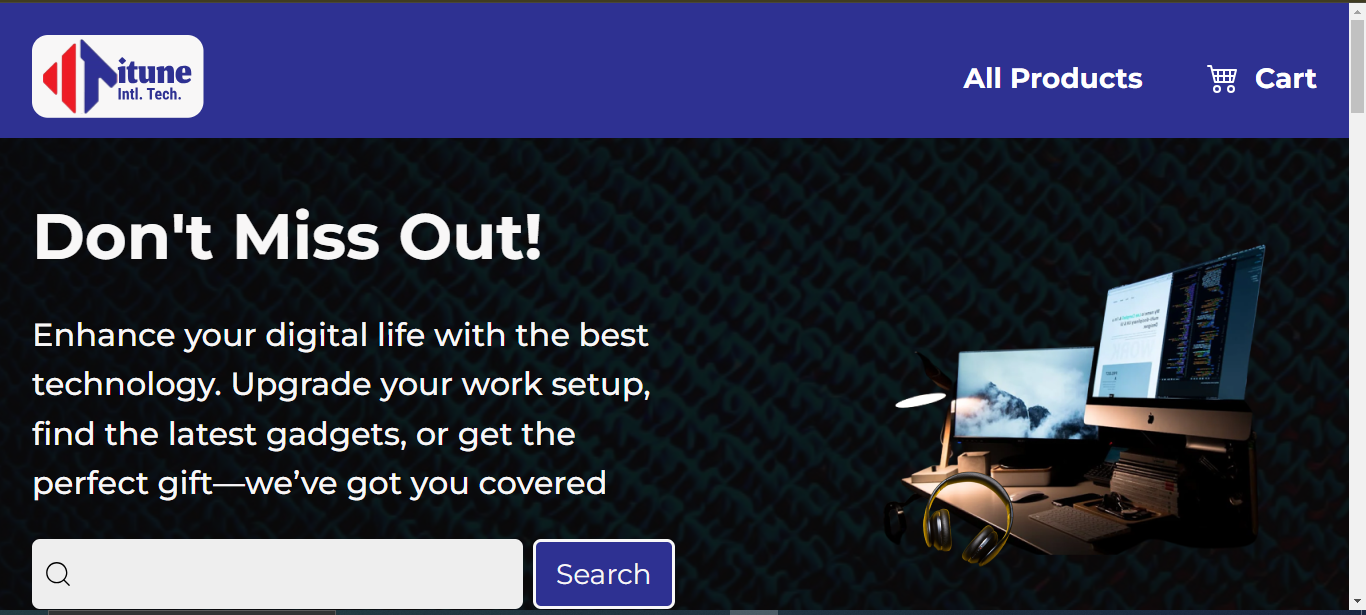 itune
Intl. Tech.
All Products
Cart
Don't Miss Out!
Enhance your digital life with the best
technology. Upgrade your work setup,
find the latest gadgets, or get the
perfect gift—we’ve got you covered
Search